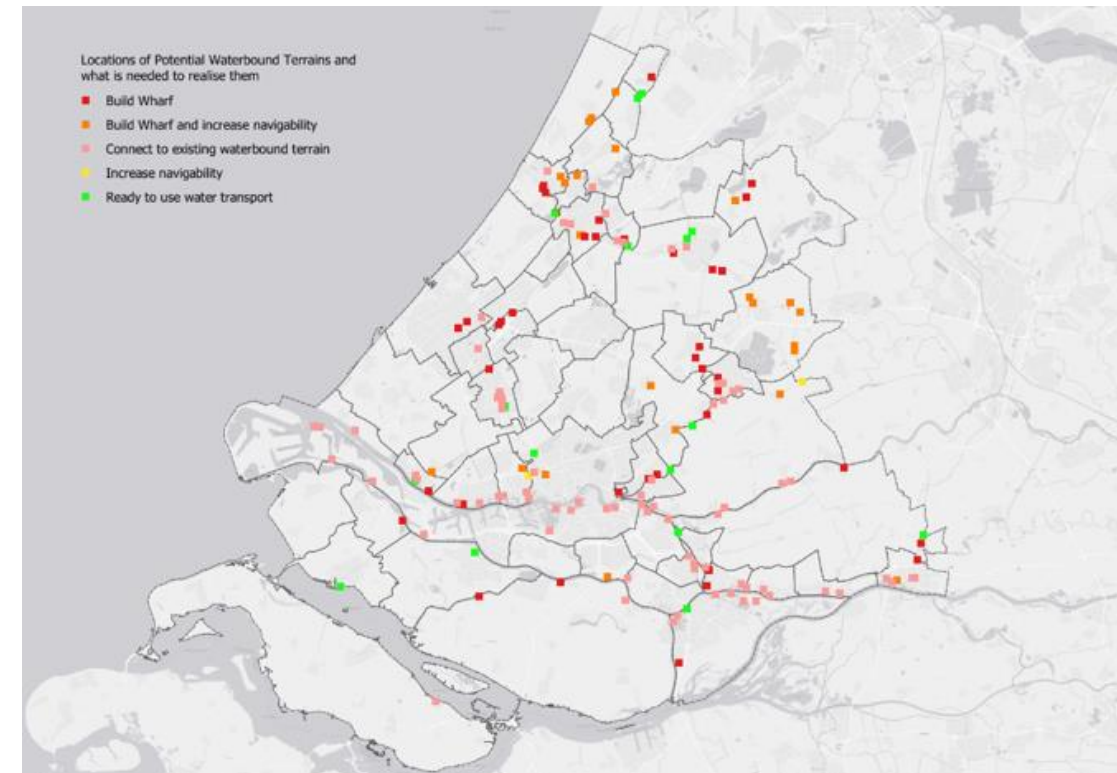 Locations of Potential Waterbound Terrains and
what is needed to realise them
Build Wharf
Build Wharf and increase navigability
Connect to existing waterbound terrain
Increase navigability
Ready to use water transport